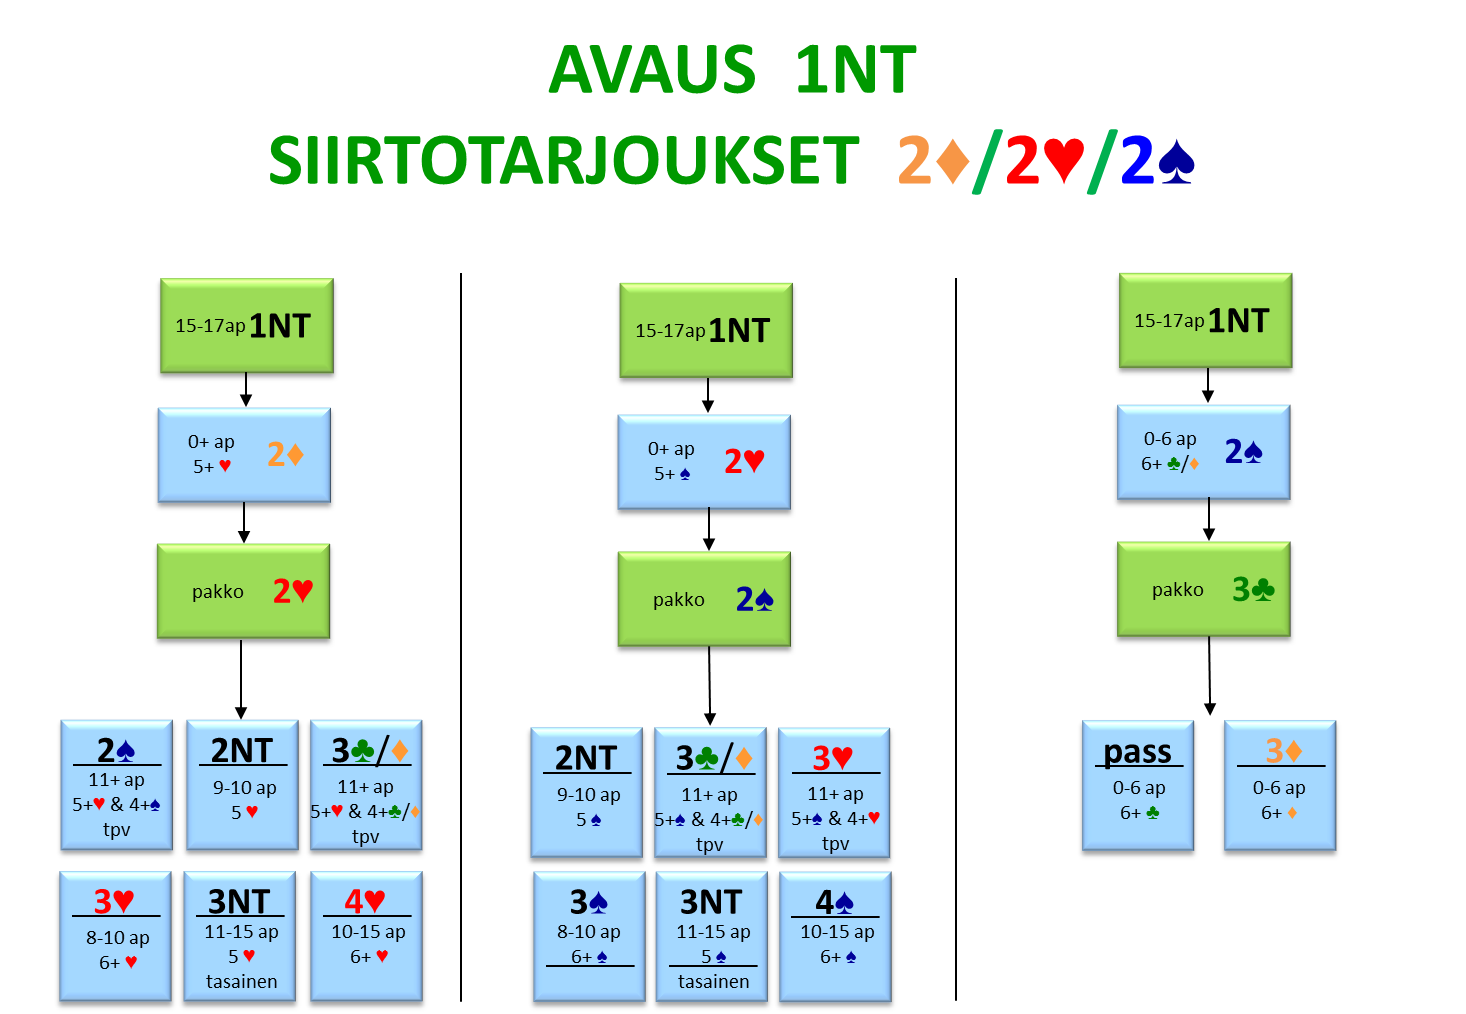 AVAUS 1NT
SIIRTOTARJOUKSET 2♦/2♥/2♠
15-17ap 1NT
0+ ap
5+ ♥
2♦
pakko 2♥
2♠
11+ ap
5+♥ & 4+♠
tpv
2NT
9-10 ap
5 ♥
3♣/♦
11+ ap
5+♥ & 4+♣/♦
tpv
3♥
8-10 ap
6+ ♥
3NT
11-15 ap
5 ♥
tasainen
4♥
10-15 ap
6+ ♥
15-17ap 1NT
0+ ap
5+ ♠
2♥
pakko 2♠
2NT
9-10 ap
5 ♠
3♣/♦
11+ ap
5+♠ & 4+♣/♦
tpv
3♥
11+ ap
5+♠ & 4+♥
tpv
3♠
8-10 ap
6+ ♠
3NT
11-15 ap
5 ♠
tasainen
4♠
10-15 ap
6+ ♠
15-17ap 1NT
0-6 ap
6+ ♣/♦
2♠
pakko 3♣
pass
0-6 ap
6+ ♣
3♦
0-6 ap
6+ ♦